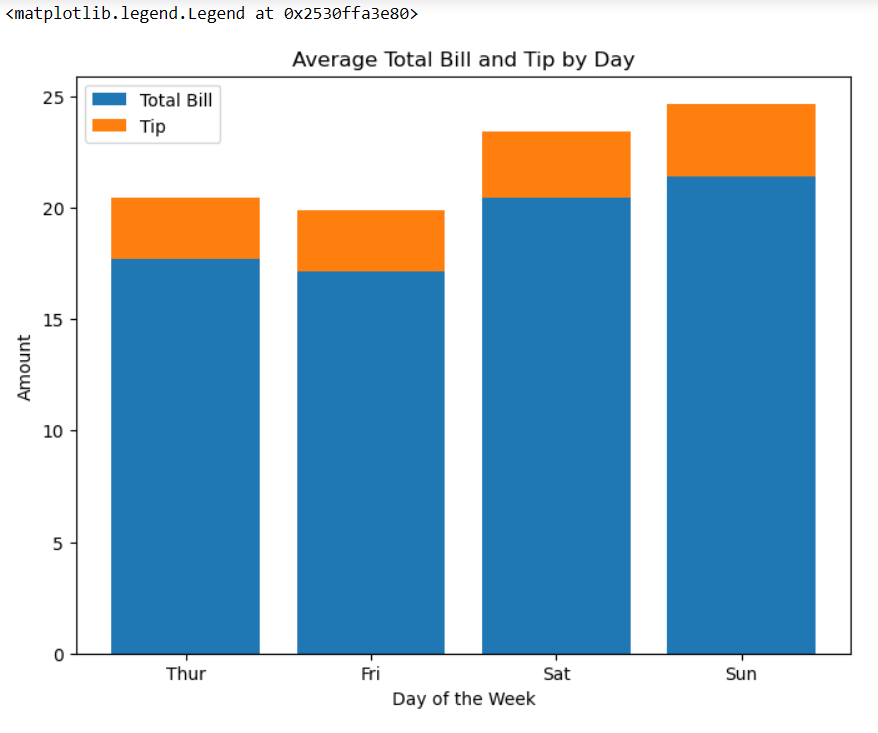 <matplotlib.legend.Legend at 0x2530ffa3e80>
Average Total Bill and Tip by Day
Total Bill
Tip
25
20
15
10
5
0
Amount
Thur Fri Sat Sun
Day of the Week